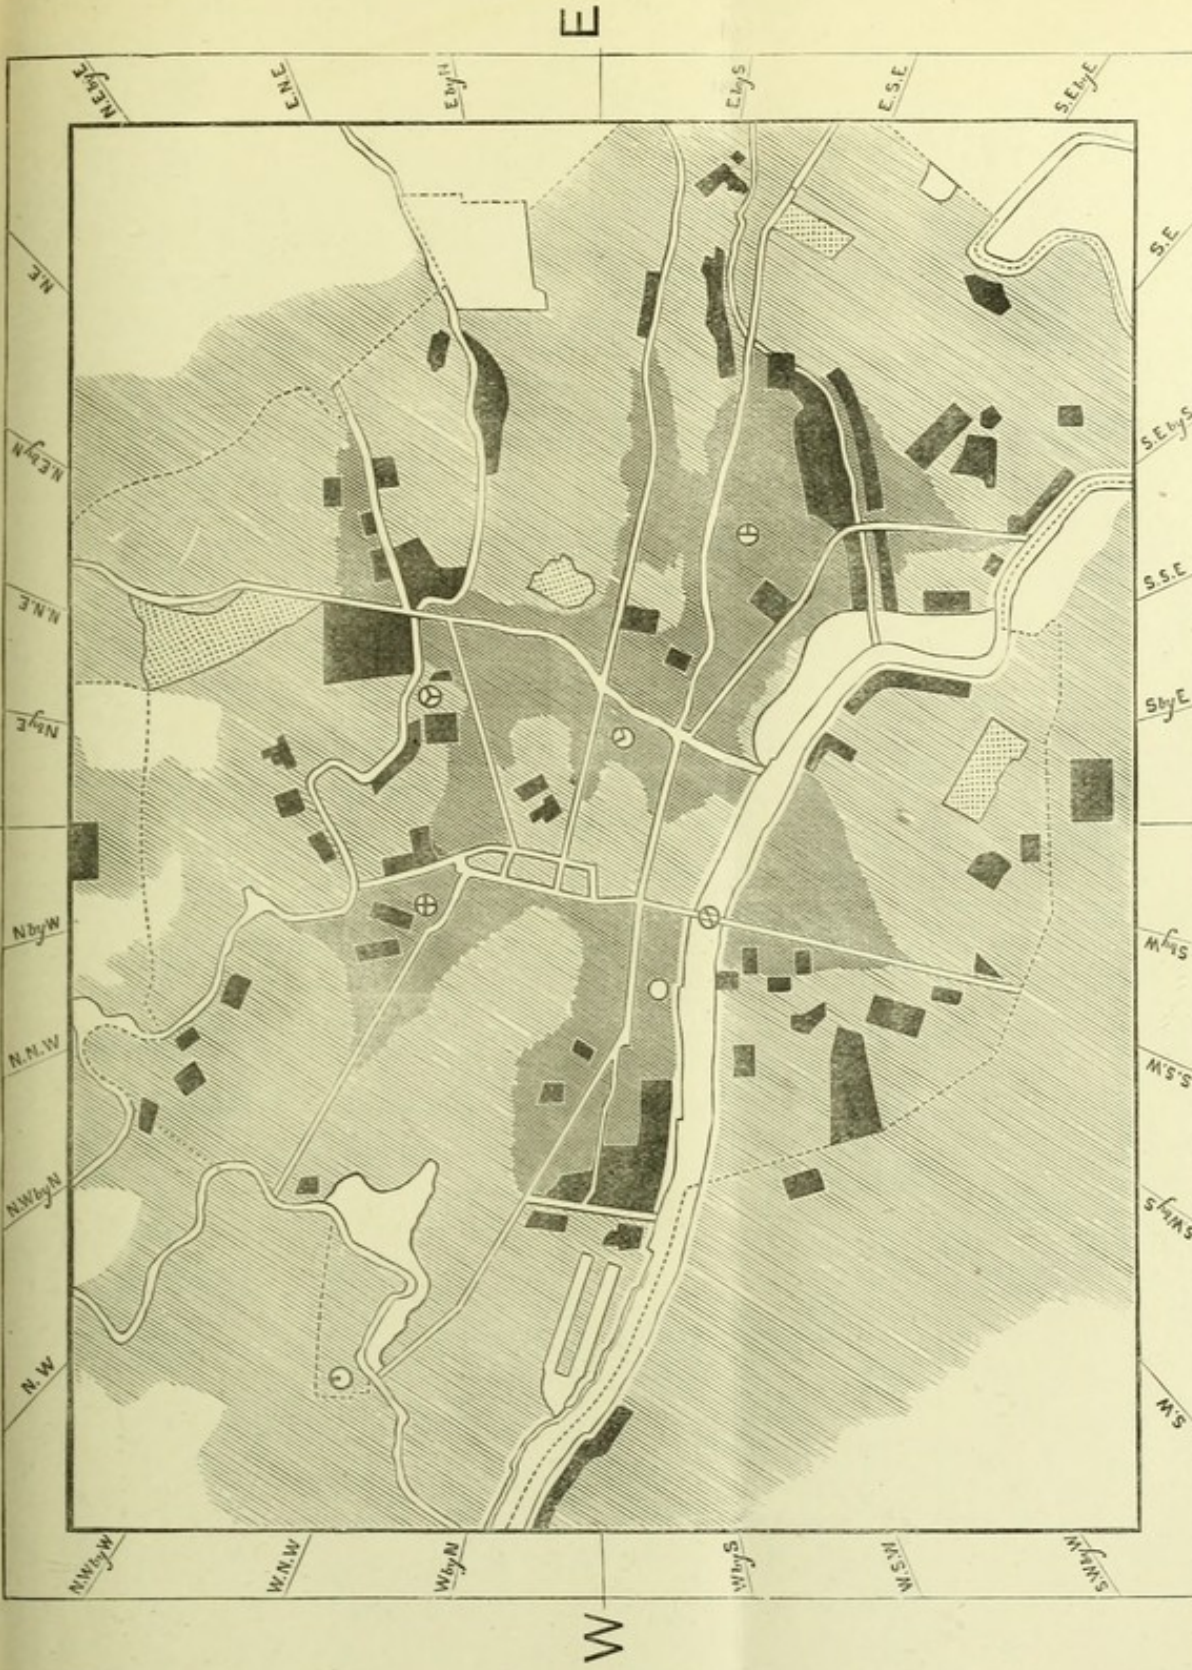 E
N.E by E
E.N.E
E by N
E by S
E.S.E
S.E by E
N.E
N.E by N
N.N.E
N by E
N by W
N.N.W
N.W by N
N.W
S.E
S.E by S
S.S.E
S by E
S by W
S.S.W
S.W by S
S.W
N.W by W
W.N.W
W by N
W by S
W.S.W
S.W by W
W